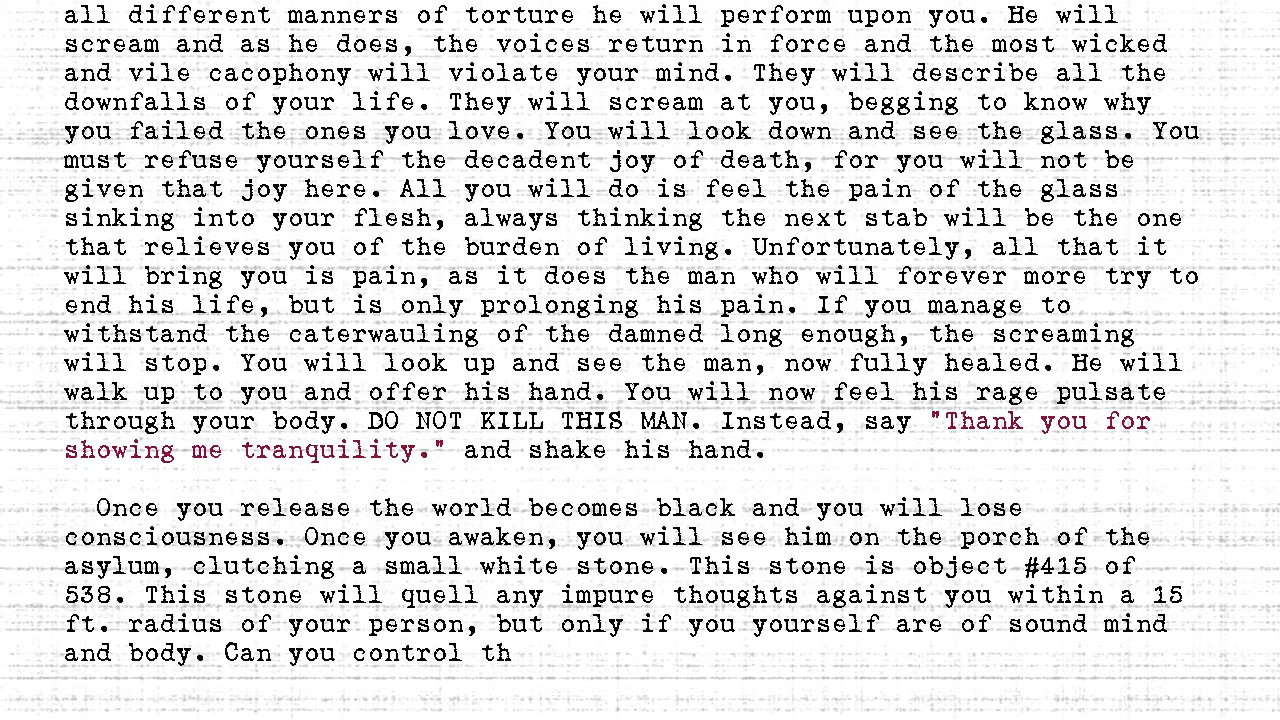 all different manners of torture he will perform upon you. He will
scream and as he does, the voices return in force and the most wicked
and vile cacophony will violate your mind. They will describe all the
downfalls of your life. They will scream at you, begging to know why
you failed the ones you love. You will look down and see the glass. You
must refuse yourself the decadent joy of death, for you will not be
given that joy here. All you will do is feel the pain of the glass
sinking into your flesh, always thinking the next stab will be the one
that relieves you of the burden of living. Unfortunately, all that it
will bring you is pain, as it does the man who will forever more try to
end his life, but is only prolonging his pain. If you manage to
withstand the caterwauling of the damned long enough, the screaming
will stop. You will look up and see the man, now fully healed. He will
walk up to you and offer his hand. You will now feel his rage pulsate
through your body. DO NOT KILL THIS MAN. Instead, say "Thank you for
showing me tranquility." and shake his hand.
Once you release the world becomes black and you will lose
consciousness. Once you awaken, you will see him on the porch of the
asylum, clutching a small white stone. This stone is object #415 of
538. This stone will quell any impure thoughts against you within a 15
ft. radius of your person, but only if you yourself are of sound mind
and body. Can you control th